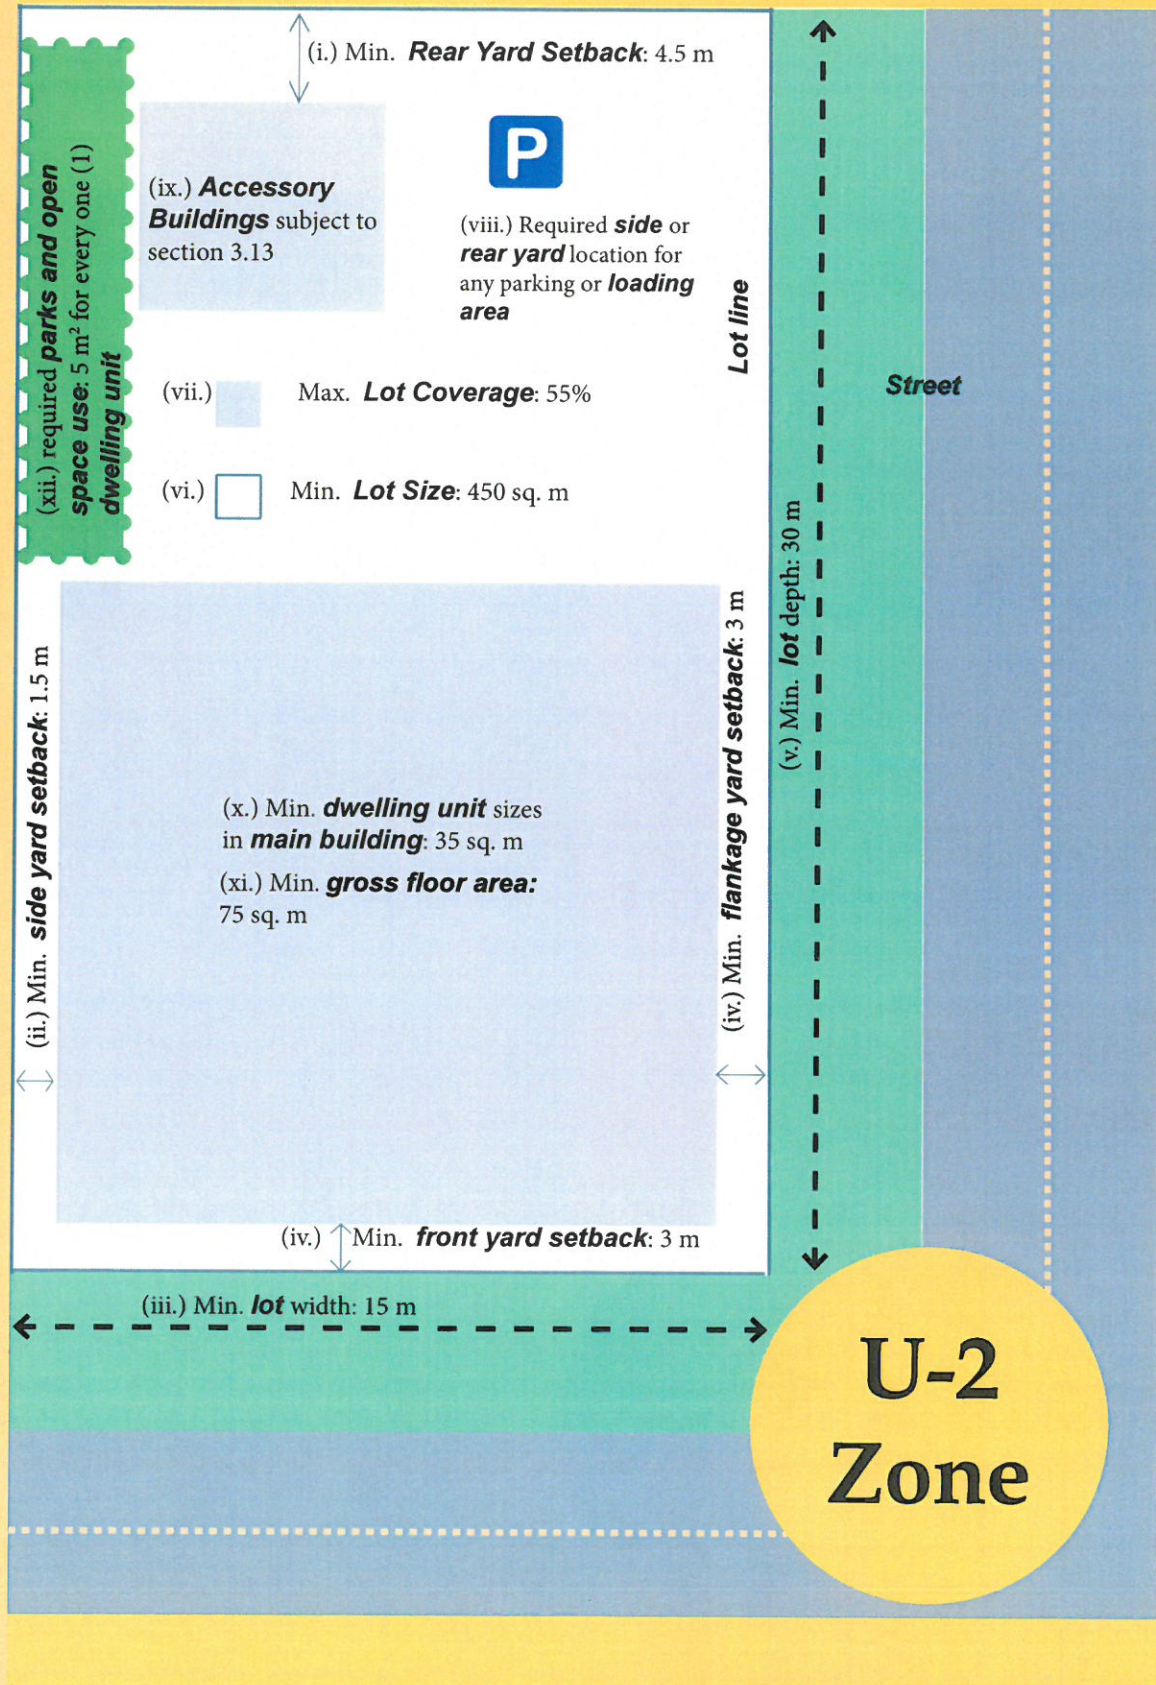 (i.) Min. Rear Yard Setback: 4.5 m
(xii.) required parks and open
space use: 5 m² for every one (1)
dwelling unit
(ix.) Accessory
Buildings subject to
section 3.13
P
(viii.) Required side or
rear yard location for
any parking or loading
area
Lot line
Street
(vii.) Max. Lot Coverage: 55%
(vi.) Min. Lot Size: 450 sq. m
(v.) Min. lot depth: 30 m
(ii.) Min. side yard setback: 1.5 m
(x.) Min. dwelling unit sizes
in main building: 35 sq. m
(xi.) Min. gross floor area:
75 sq. m
(iv.) Min. flankage yard setback: 3 m
(iv.) Min. front yard setback: 3 m
(iii.) Min. lot width: 15 m
U-2
Zone